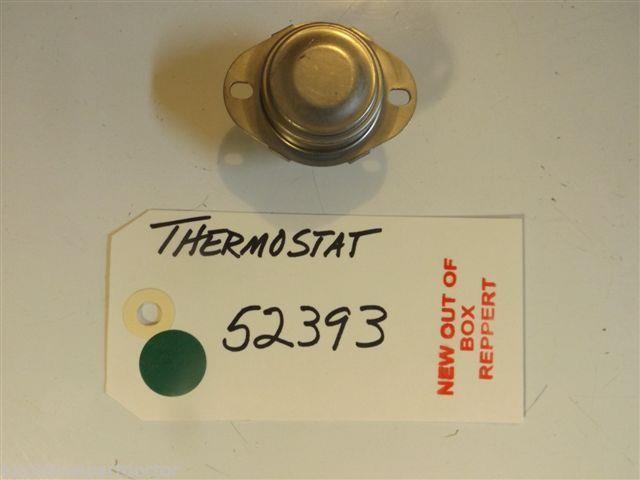 THERMOSTAT
52393
NEW OUT OF
BOX
REPPERT